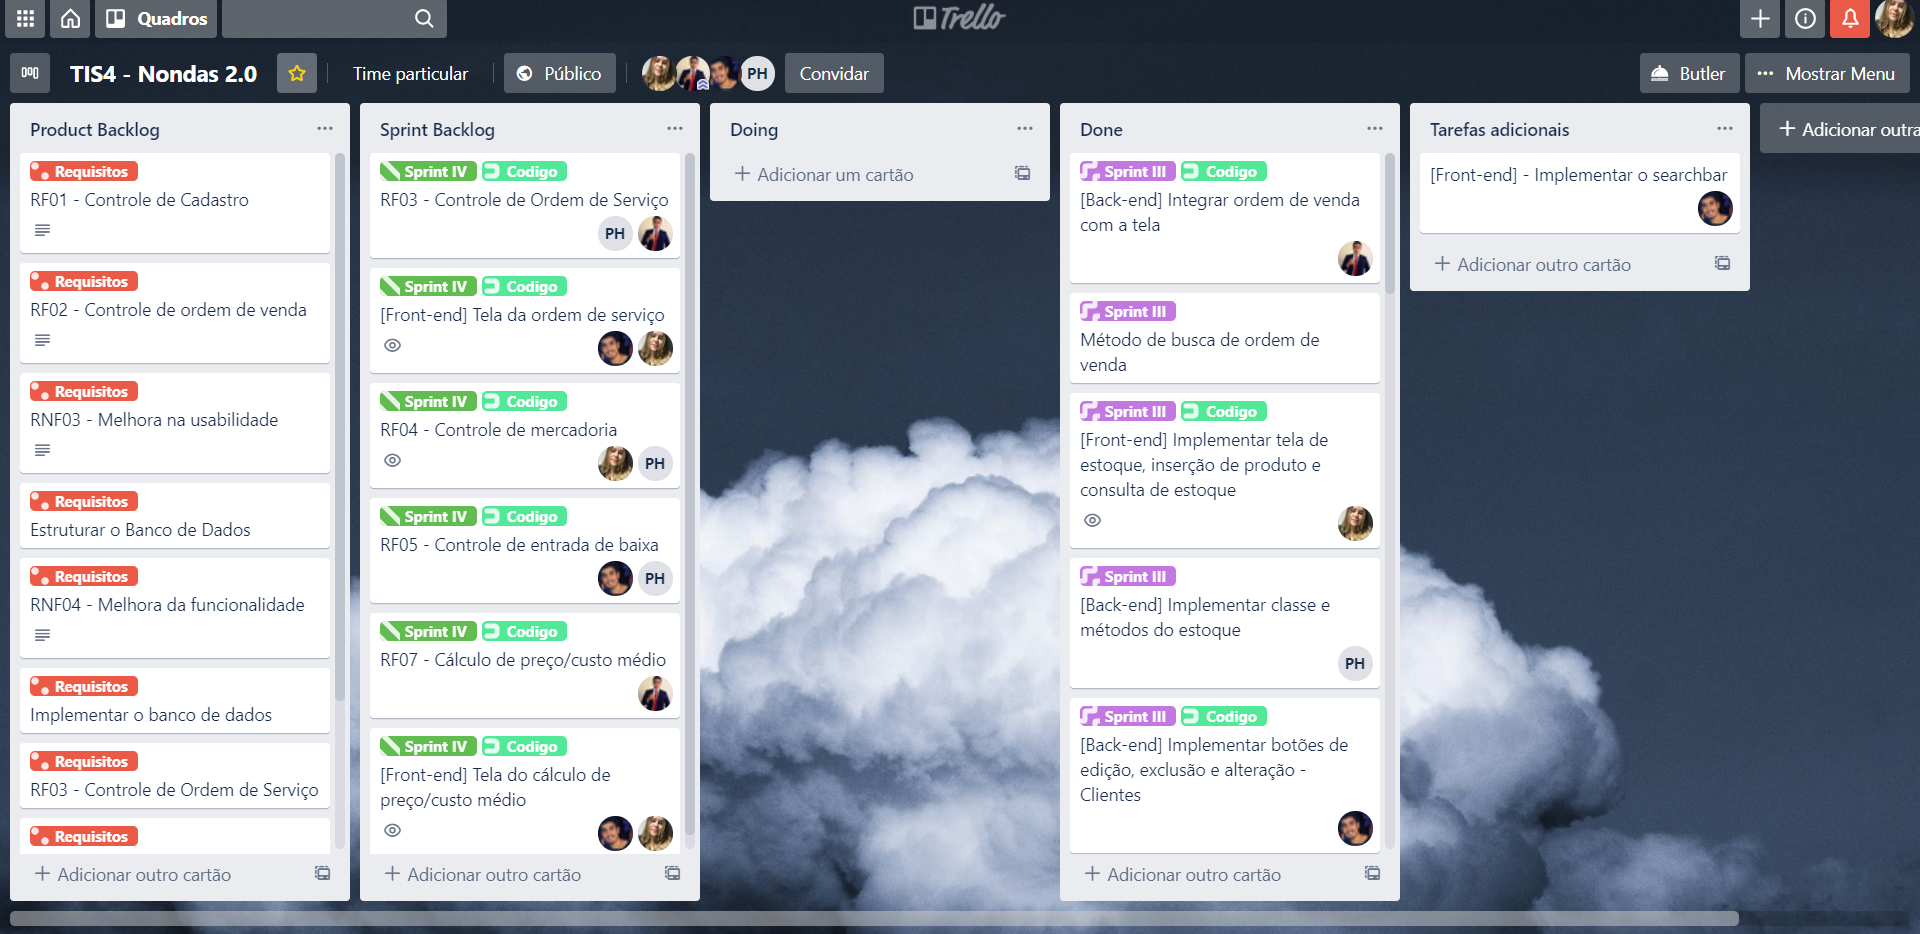 Quadros
Trello
TIS4 - Nondas 2.0
Time particular
Público
PH
Convidar
Butler
Mostrar Menu
Product Backlog
Requisitos
RF01 - Controle de Cadastro
Requisitos
RF02 - Controle de ordem de venda
Requisitos
RNF03 - Melhora na usabilidade
Requisitos
Estruturar o Banco de Dados
Requisitos
RNF04 - Melhora da funcionalidade
Requisitos
Implementar o banco de dados
Requisitos
RF03 - Controle de Ordem de Serviço
Requisitos
Adicionar outro cartão
Sprint Backlog
Sprint IV Codigo
RF03 - Controle de Ordem de Serviço
PH
Sprint IV Codigo
[Front-end] Tela da ordem de serviço
Sprint IV Codigo
RF04 - Controle de mercadoria
PH
Sprint IV Codigo
RF05 - Controle de entrada de baixa
PH
Sprint IV Codigo
RF07 - Cálculo de preço/custo médio
Sprint IV Codigo
[Front-end] Tela do cálculo de
preço/custo médio
Adicionar outro cartão
Doing
Adicionar um cartão
Done
Sprint III Codigo
[Back-end] Integrar ordem de venda
com a tela
Sprint III
Método de busca de ordem de
venda
Sprint III Codigo
[Front-end] Implementar tela de
estoque, inserção de produto e
consulta de estoque
Sprint III
[Back-end] Implementar classe e
métodos do estoque
PH
Sprint III Codigo
[Back-end] Implementar botões de
edição, exclusão e alteração -
Clientes
Adicionar outro cartão
Tarefas adicionais
[Front-end] - Implementar o searchbar
Adicionar outro cartão
Adicionar outra